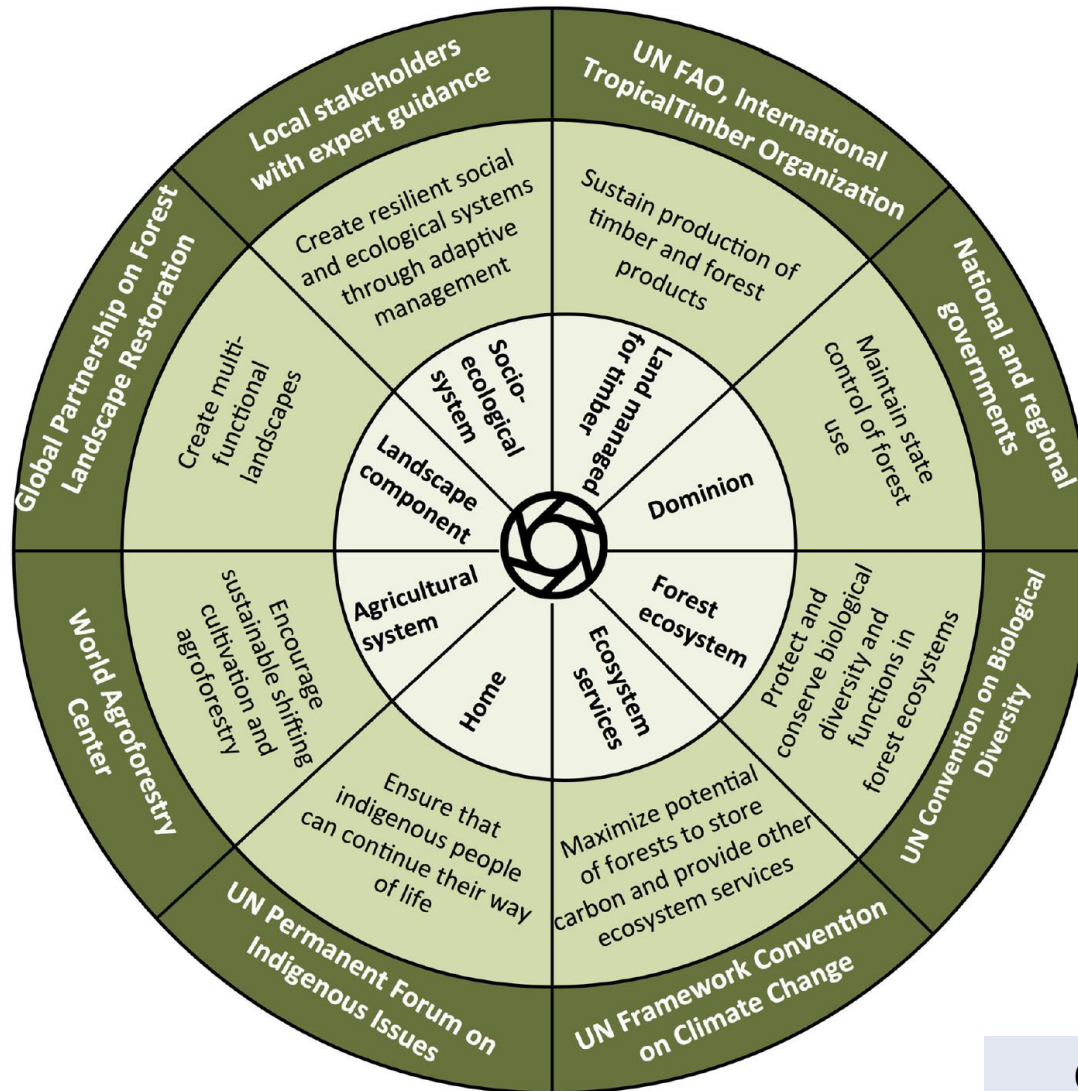 UN FAO, International
TropicalTimber Organization
Sustain production of
timber and forest
products
Land managed
for timber
National and regional
governments
Maintain state
control of forest
use
Dominion
UN Convention on Biological
Diversity
Protect and
conserve biological
diversity and
functions in
forest ecosystems
Forest
ecosystem
UN Framework Convention
on Climate Change
Maximize potential
of forests to store
carbon and provide other
ecosystem services
Ecosystem
services
UN Permanent Forum on
Indigenous Issues
Ensure that
indigenous people
can continue their way
of life
Home
World Agroforestry
Center
Encourage
sustainable shifting
cultivation and
agroforestry
Agricultural
system
Global Partnership on Forest
Landscape Restoration
Create multi-
functional
landscapes
Landscape
component
Local stakeholders
with expert guidance
Create resilient social
and ecological systems
through adaptive
management
Socio-
ecological
system